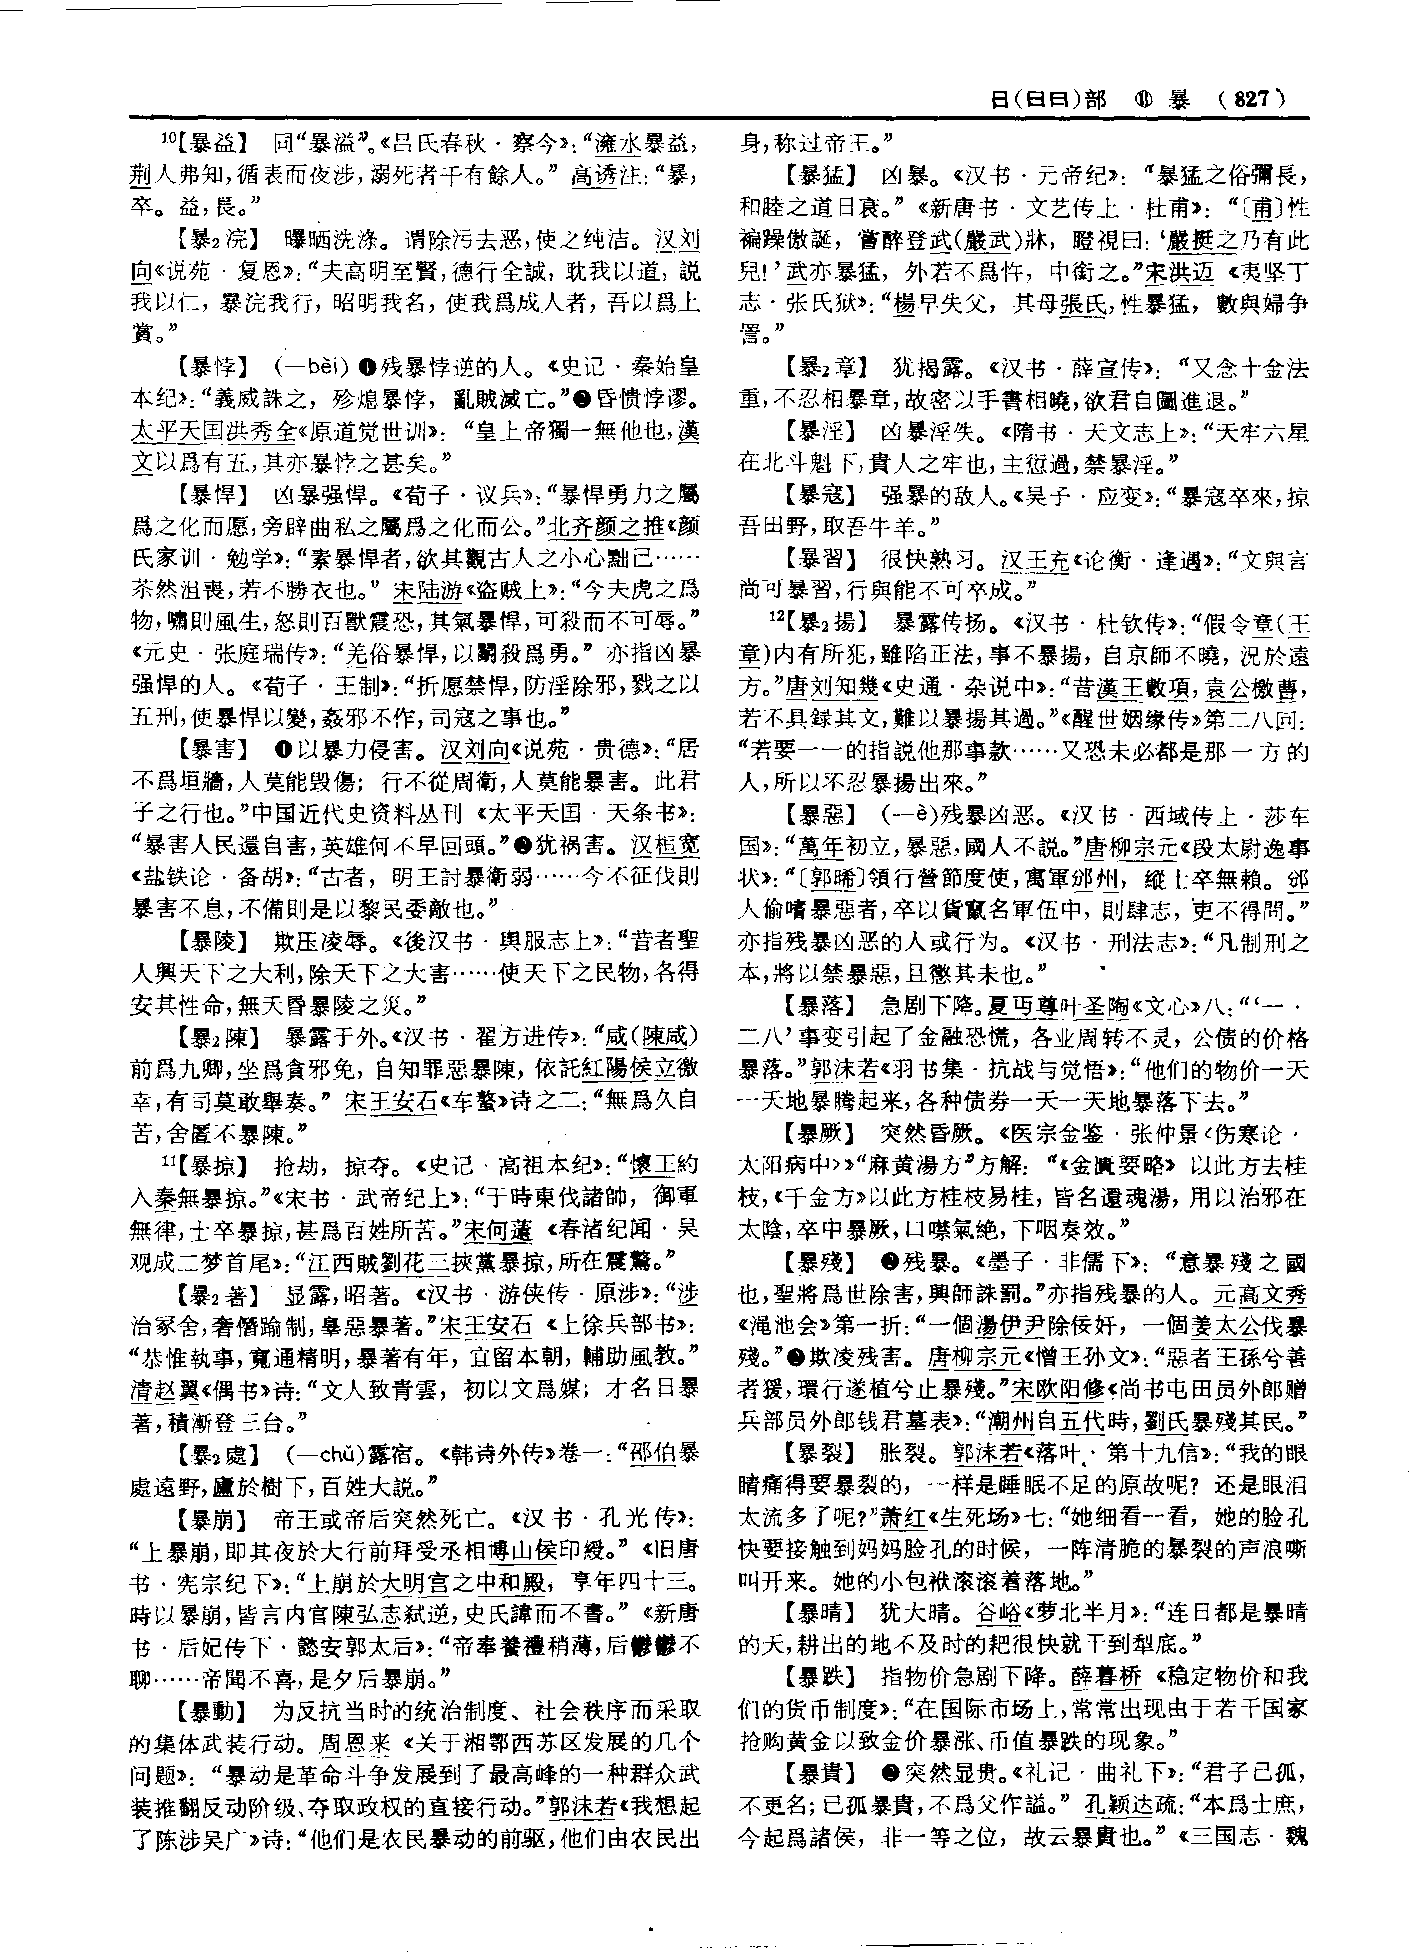 日(日曰)部 ⑪ 暴 (827)
10【暴益】 同“暴溢”。《吕氏春秋·察今》：“澭水暴益，
荆人弗知，循表而夜涉，溺死者千有餘人。” 高诱注：“暴，
卒。益，長。”
【暴2浣】 曝晒洗涤。谓除污去恶，使之纯洁。汉刘
向《说苑·复恩》：“夫高明至賢，德行全誠，耽我以道，説
我以仁，暴浣我行，昭明我名，使我爲成人者，吾以爲上
賞。”
【暴悖】 (—bèi) ❶残暴悖逆的人。《史记·秦始皇
本纪》：“義威誅之，殄熄暴悖，亂賊滅亡。”❷昏愦悖谬。
太平天囯洪秀全《原道觉世训》：“皇上帝獨一無他也，漢
文以爲有五，其亦暴悖之甚矣。”
【暴悍】 凶暴强悍。《荀子·议兵》：“暴悍勇力之屬
爲之化而愿，旁辟曲私之屬爲之化而公。”北齐颜之推《颜
氏家训·勉学》：“素暴悍者，欲其觀古人之小心黜己……
苶然沮喪，若不勝衣也。” 宋陆游《盗贼上》：“今夫虎之爲
物，嘯則風生，怒則百獸震恐，其氣暴悍，可殺而不可辱。”
《元史·张庭瑞传》：“羌俗暴悍，以鬭殺爲勇。” 亦指凶暴
强悍的人。《荀子·王制》：“折愿禁悍，防淫除邪，戮之以
五刑，使暴悍以變，姦邪不作，司寇之事也。”
【暴害】 ❶以暴力侵害。汉刘向《说苑·贵德》：“居
不爲垣牆，人莫能毁傷；行不從周衛，人莫能暴害。此君
子之行也。”中国近代史资料丛刊《太平天囯·天条书》：
“暴害人民還自害，英雄何不早回頭。”❷犹祸害。汉桓宽
《盐铁论·备胡》：“古者，明王討暴衛弱……今不征伐則
暴害不息，不備則是以黎民委敵也。”
【暴陵】 欺压凌辱。《後汉书·舆服志上》：“昔者聖
人興天下之大利，除天下之大害……使天下之民物，各得
安其性命，無夭昏暴陵之災。”
【暴2陳】 暴露于外。《汉书·翟方进传》：“咸(陳咸)
前爲九卿，坐爲貪邪免，自知罪惡暴陳，依託紅陽侯立徼
幸，有司莫敢舉奏。” 宋王安石《车螯》诗之二：“無爲久自
苦，含匿不暴陳。”
11【暴掠】 抢劫，掠夺。《史记·高祖本纪》：“懷王約
入秦無暴掠。”《宋书·武帝纪上》：“于時東伐諸帥，御軍
無律，士卒暴掠，甚爲百姓所苦。”宋何薳《春渚纪闻·吴
观成二梦首尾》：“江西賊劉花三挾黨暴掠，所在震驚。”
【暴2著】 显露，昭著。《汉书·游侠传·原涉》：“涉
治冢舍，奢僭踰制，辠惡暴著。”宋王安石《上徐兵部书》：
“恭惟執事，寬通精明，暴著有年，宜留本朝，輔助風教。”
清赵翼《偶书》诗：“文人致青雲，初以文爲媒；才名日暴
著，積漸登三台。”
【暴2處】 (—chǔ)露宿。《韩诗外传》卷一：“邵伯暴
處遠野，廬於樹下，百姓大説。”
【暴崩】 帝王或帝后突然死亡。《汉书·孔光传》：
“上暴崩，即其夜於大行前拜受丞相博山侯印綬。”《旧唐
书·宪宗纪下》：“上崩於大明宫之中和殿，享年四十三。
時以暴崩，皆言内官陳弘志弑逆，史氏諱而不書。”《新唐
书·后妃传下·懿安郭太后》：“帝奉養禮稍薄，后鬱鬱不
聊……帝聞不喜，是夕后暴崩。”
【暴動】 为反抗当时的统治制度、社会秩序而采取
的集体武装行动。周恩来《关于湘鄂西苏区发展的几个
问题》：“暴动是革命斗争发展到了最高峰的一种群众武
装推翻反动阶级、夺取政权的直接行动。”郭沫若《我想起
了陈涉吴广》诗：“他们是农民暴动的前驱，他们由农民出
身，称过帝王。”
【暴猛】 凶暴。《汉书·元帝纪》：“暴猛之俗彌長，
和睦之道日衰。”《新唐书·文艺传上·杜甫》：“〔甫〕性
褊躁傲誕，嘗醉登武(嚴武)牀，瞪視曰：‘嚴挺之乃有此
兒！’武亦暴猛，外若不爲忤，中銜之。”宋洪迈《夷坚丁
志·张氏狱》：“楊早失父，其母張氏，性暴猛，數與婦争
詈。”
【暴2章】 犹揭露。《汉书·薛宣传》：“又念十金法
重，不忍相暴章，故密以手書相曉，欲君自圖進退。”
【暴淫】 凶暴淫佚。《隋书·天文志上》：“天牢六星
在北斗魁下，貴人之牢也，主愆過，禁暴淫。”
【暴寇】 强暴的敌人。《吴子·应变》：“暴寇卒來，掠
吾田野，取吾牛羊。”
【暴習】 很快熟习。汉王充《论衡·逢遇》：“文與言
尚可暴習，行與能不可卒成。”
12【暴2揚】 暴露传扬。《汉书·杜钦传》：“假令章(王
章)内有所犯，雖陷正法，事不暴揚，自京師不曉，況於遠
方。”唐刘知幾《史通·杂说中》：“昔漢王數項，袁公檄曹，
若不具録其文，難以暴揚其過。”《醒世姻缘传》第二八回：
“若要一一的指説他那事款……又恐未必都是那一方的
人，所以不忍暴揚出來。”
【暴惡】 (—è)残暴凶恶。《汉书·西域传上·莎车
国》：“萬年初立，暴惡，國人不説。”唐柳宗元《段太尉逸事
状》：“〔郭晞〕領行營節度使，寓軍邠州，縱士卒無賴。邠
人偷嗜暴惡者，卒以貨竄名軍伍中，則肆志，吏不得問。”
亦指残暴凶恶的人或行为。《汉书·刑法志》：“凡制刑之
本，將以禁暴惡，且懲其未也。”
【暴落】 急剧下降。夏丏尊叶圣陶《文心》八：“‘一·
二八’事变引起了金融恐慌，各业周转不灵，公债的价格
暴落。”郭沫若《羽书集·抗战与觉悟》：“他们的物价一天
一天地暴腾起来，各种债券一天一天地暴落下去。”
【暴厥】 突然昏厥。《医宗金鉴·张仲景〈伤寒论·
太阳病中〉》“麻黄湯方”方解：“《金匱要略》以此方去桂
枝，《千金方》以此方桂枝易桂，皆名還魂湯，用以治邪在
太陰，卒中暴厥，口噤氣絶，下咽奏效。”
【暴殘】 ❶残暴。《墨子·非儒下》：“意暴殘之國
也，聖將爲世除害，興師誅罰。”亦指残暴的人。元高文秀
《渑池会》第一折：“一個湯伊尹除佞奸，一個姜太公伐暴
殘。”❷欺凌残害。唐柳宗元《憎王孙文》：“惡者王孫兮善
者猨，環行遂植兮止暴殘。”宋欧阳修《尚书屯田员外郎赠
兵部员外郎钱君墓表》：“潮州自五代時，劉氏暴殘其民。”
【暴裂】 胀裂。郭沫若《落叶·第十九信》：“我的眼
睛痛得要暴裂的，一样是睡眠不足的原故呢？还是眼泪
太流多了呢？”萧红《生死场》七：“她细看一看，她的脸孔
快要接触到妈妈脸孔的时候，一阵清脆的暴裂的声浪嘶
叫开来。她的小包袱滚滚着落地。”
【暴晴】 犹大晴。谷峪《萝北半月》：“连日都是暴晴
的天，耕出的地不及时的耙很快就干到犁底。”
【暴跌】 指物价急剧下降。薛暮桥《稳定物价和我
们的货币制度》：“在国际市场上，常常出现由于若干国家
抢购黄金以致金价暴涨、币值暴跌的现象。”
【暴貴】 ❶突然显贵。《礼记·曲礼下》：“君子已孤，
不更名；已孤暴貴，不爲父作謚。” 孔颖达疏：“本爲士庶，
今起爲諸侯，非一等之位，故云暴貴也。”《三国志·魏